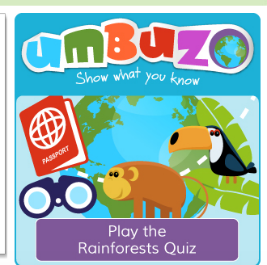 umBuzo
Show what you know
PASSPORT
Play the
Rainforests Quiz